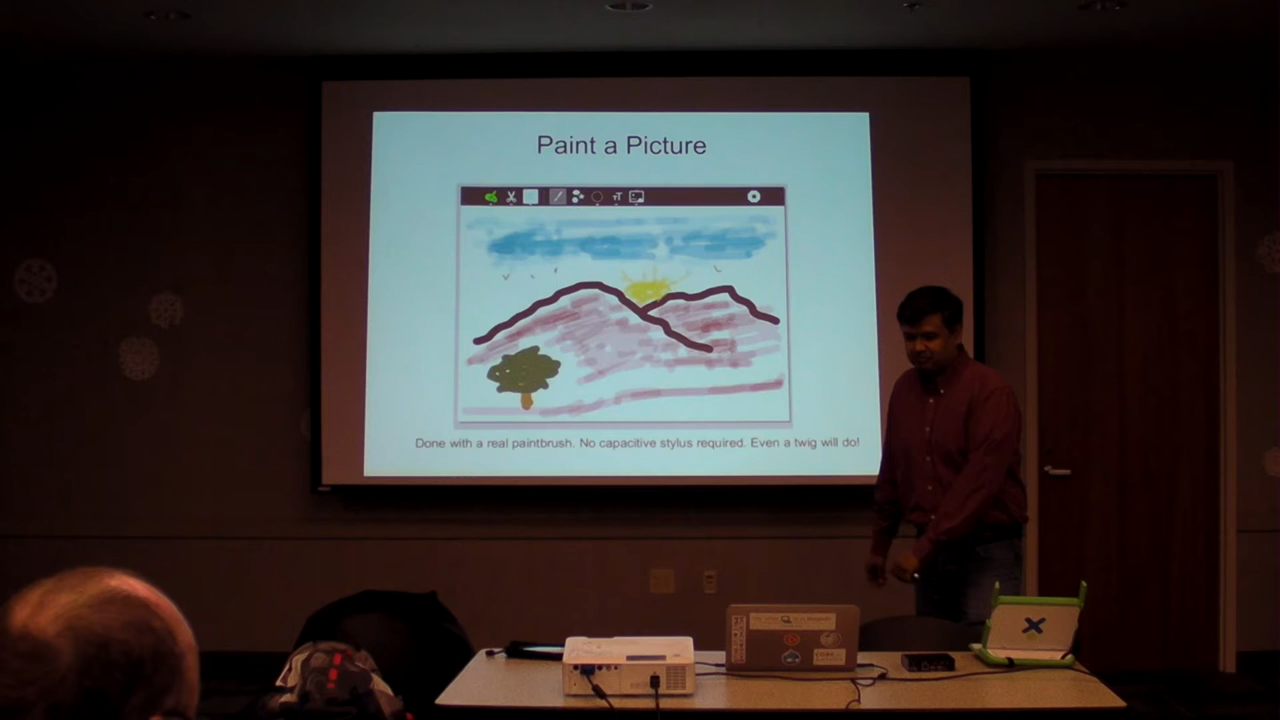 Paint a Picture
Done with a real paintbrush. No capacitive stylus required. Even a twig will do!